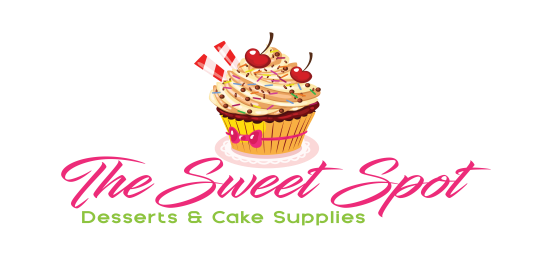 The Sweet Spot
Desserts & Cake Supplies